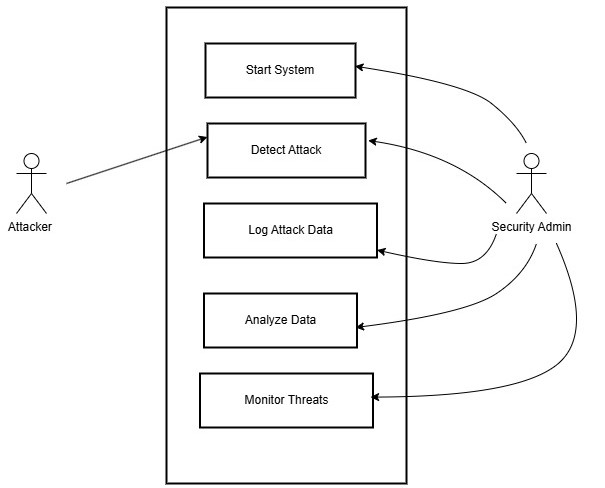 Start System
Detect Attack
Attacker
Log Attack Data
Security Admin
Analyze Data
Monitor Threats